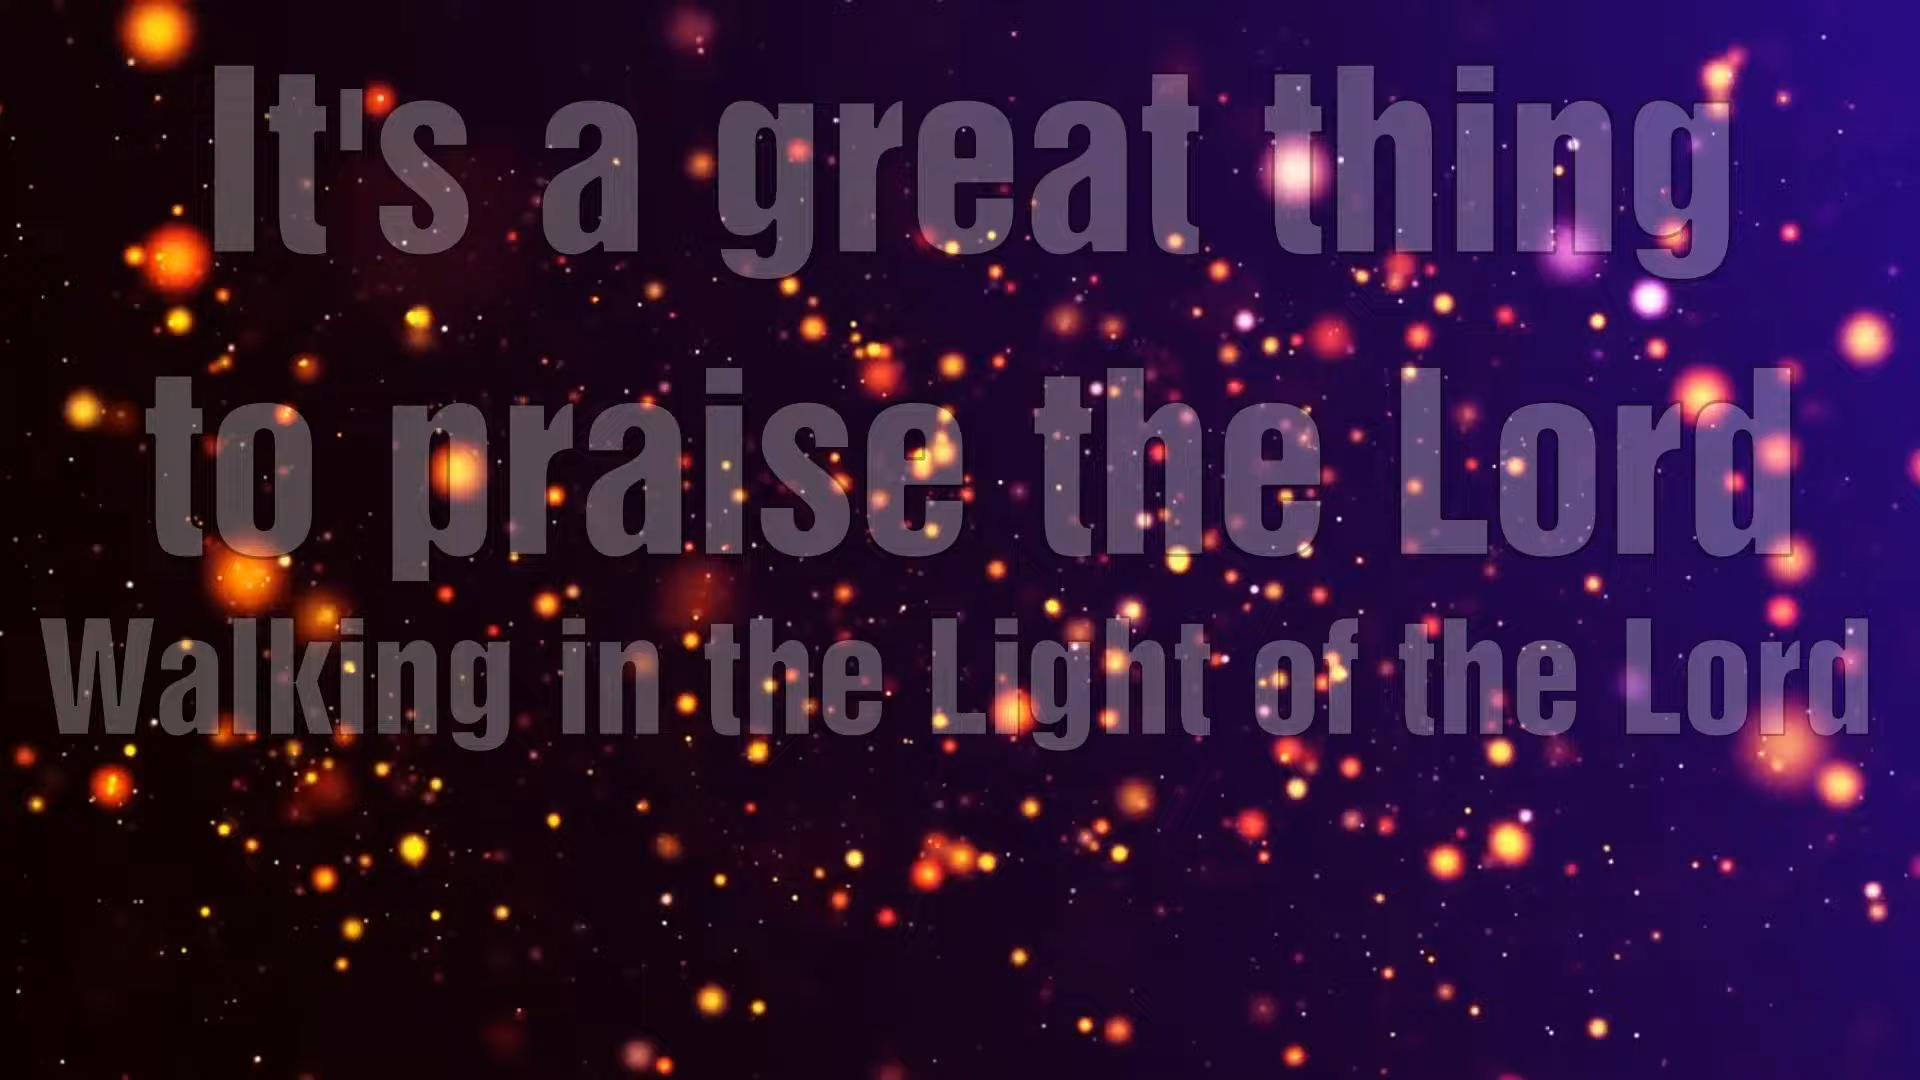 It's a great thing
to praise the Lord
Walking in the Light of the Lord